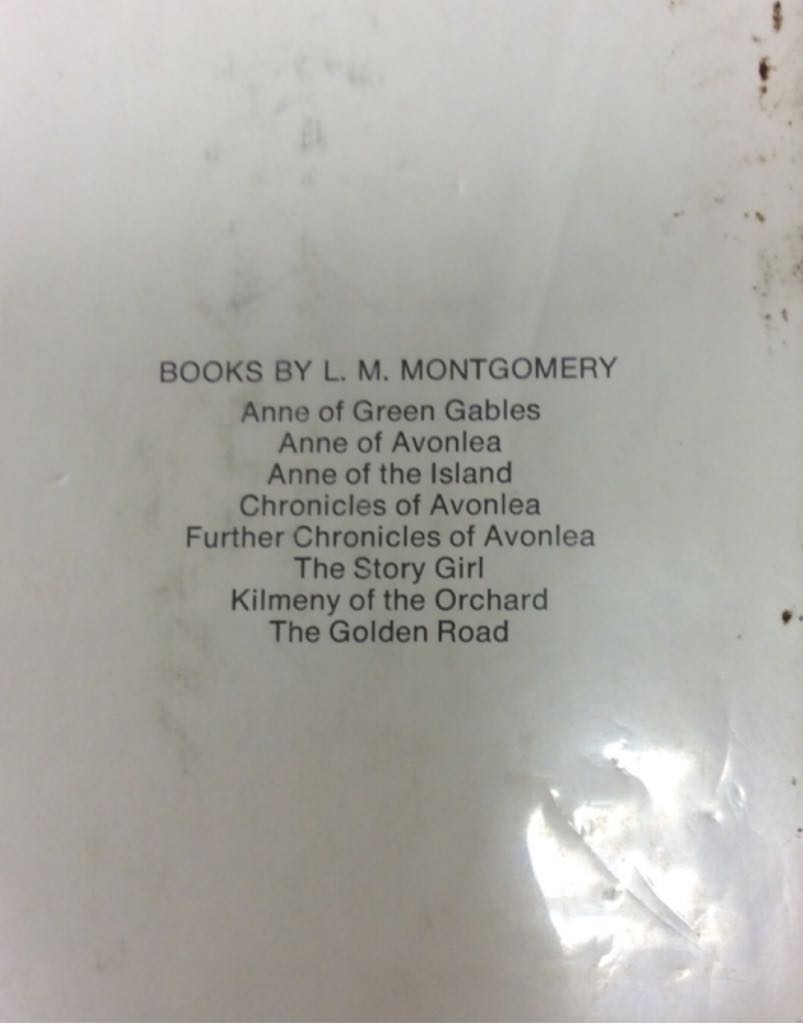 BOOKS BY L. M. MONTGOMERY
Anne of Green Gables
Anne of Avonlea
Anne of the Island
Chronicles of Avonlea
Further Chronicles of Avonlea
The Story Girl
Kilmeny of the Orchard
The Golden Road